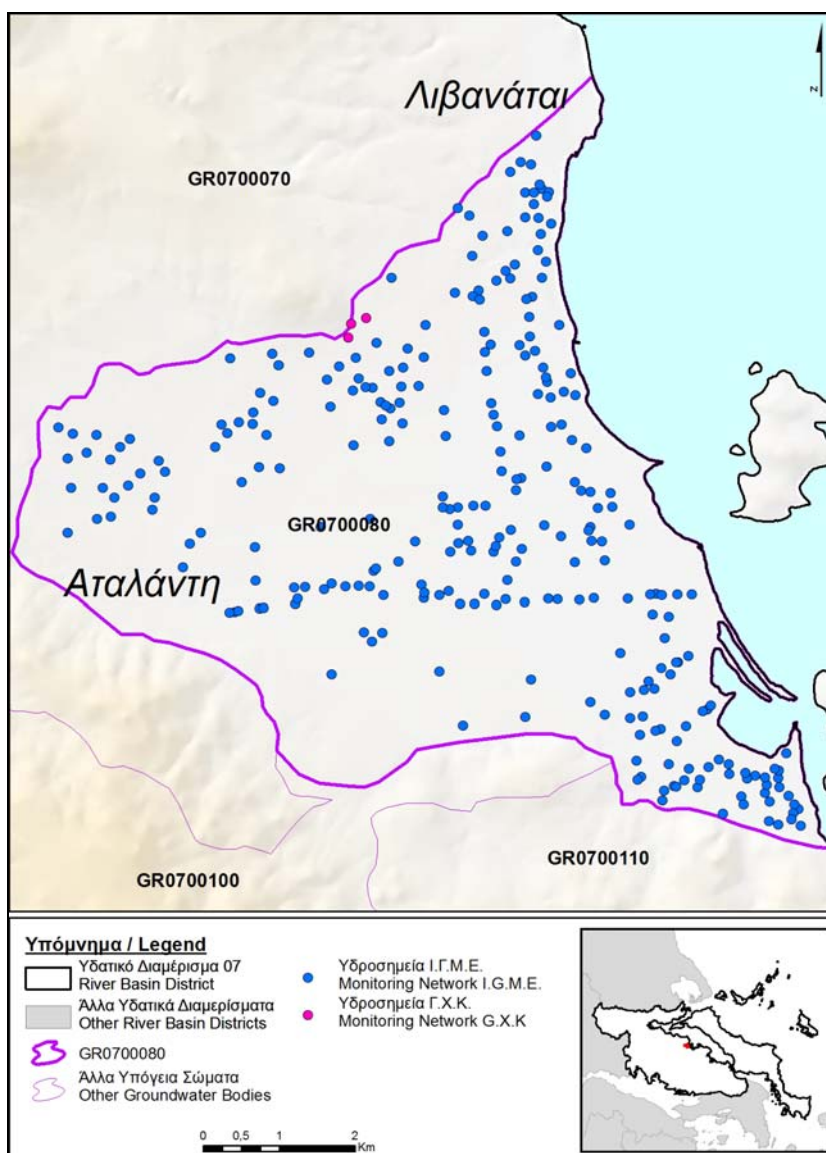 Λιβανάται
N
GR0700070
GR0700080
Αταλάντη
GR0700110
GR0700100
Υπόμνημα / Legend
Υδατικό Διαμέρισμα 07
River Basin District
Άλλα Υδατικά Διαμερίσματα
Other River Basin Districts
GR0700080
Άλλα Υπόγεια Σώματα
Other Groundwater Bodies
Υδροσημεία Ι.Γ.Μ.Ε.
Monitoring Network I.G.M.E.
Υδροσημεία Γ.Χ.Κ.
Monitoring Network G.X.K
0 0,5 1 2
Km